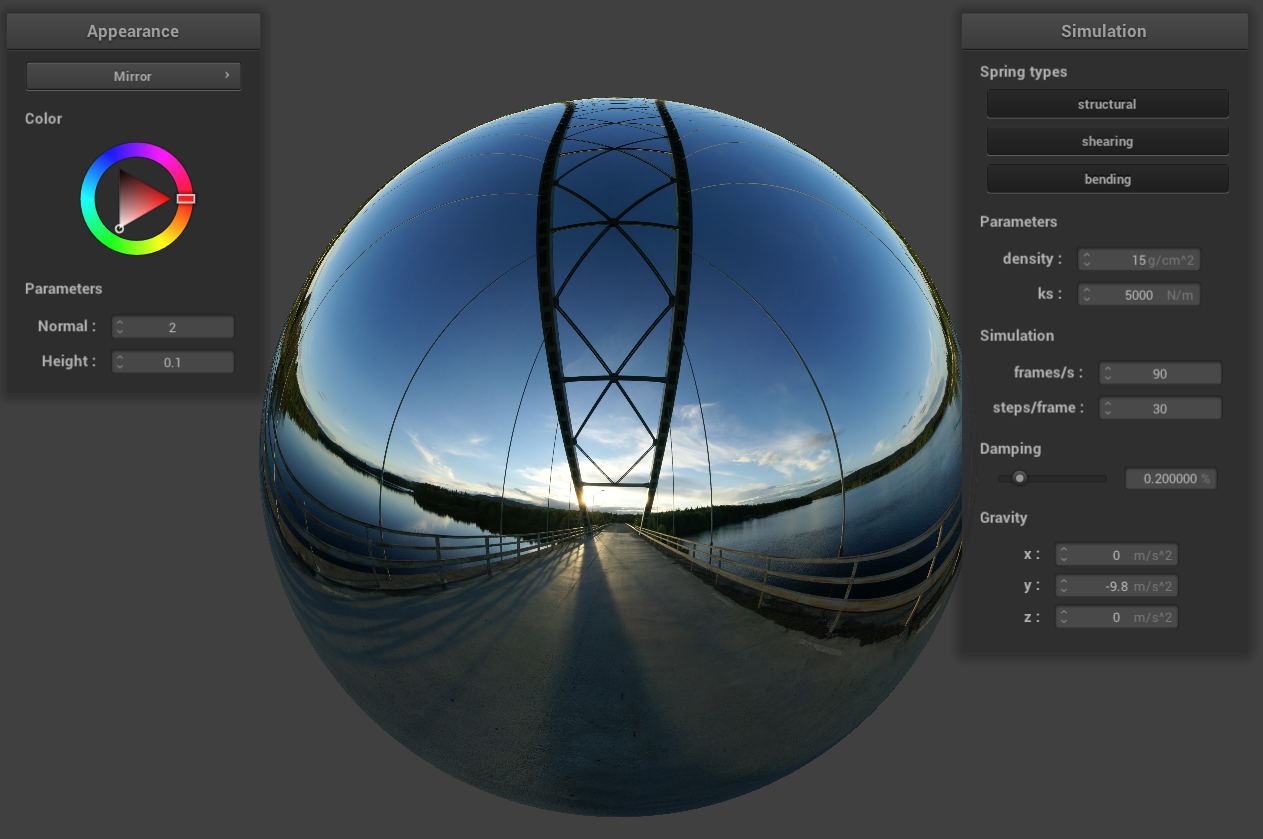 Appearance
Mirror
Color
Parameters
Normal : 2
Height : 0.1
Simulation
Spring types
structural
shearing
bending
Parameters
density : 15 g/cm^2
ks : 5000 N/m
Simulation
frames/s : 90
steps/frame : 30
Damping
0.200000 %
Gravity
x : 0 m/s^2
y : -9.8 m/s^2
z : 0 m/s^2